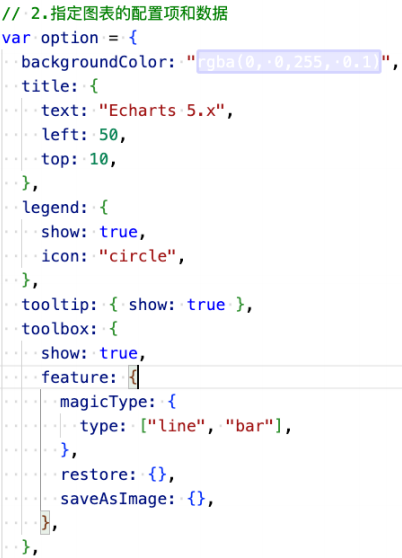 // 2.指定图表的配置项和数据
var option = {
  backgroundColor: "rgba(0, 0,255, 0.1)",
  title: {
    text: "Echarts 5.x",
    left: 50,
    top: 10,
  },
  legend: {
    show: true,
    icon: "circle",
  },
  tooltip: { show: true },
  toolbox: {
    show: true,
    feature: {
      magicType: {
        type: ["line", "bar"],
      },
      restore: {},
      saveAsImage: {},
    },
  },